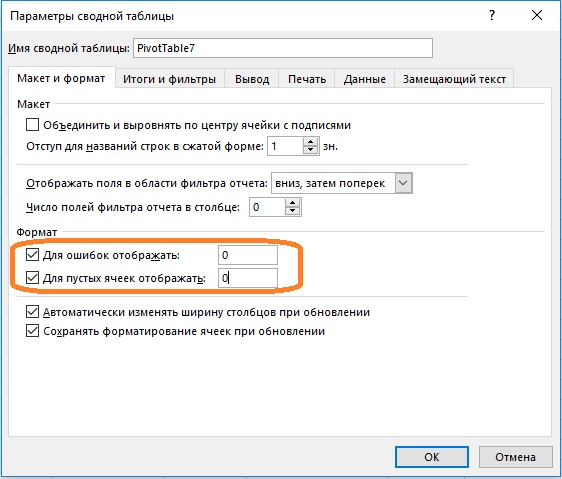 Параметры сводной таблицы
Имя сводной таблицы: PivotTable7
Макет и формат Итоги и фильтры Вывод Печать Данные Замещающий текст
Макет
Объединить и выровнять по центру ячейки с подписями
Отступ для названий строк в сжатой форме: 1 зн.
Отображать поля в области фильтра отчета: вниз, затем поперек
Число полей фильтра отчета в столбце: 0
Формат
Для ошибок отображать: 0
Для пустых ячеек отображать: 0
Автоматически изменять ширину столбцов при обновлении
Сохранять форматирование ячеек при обновлении
ОК Отмена